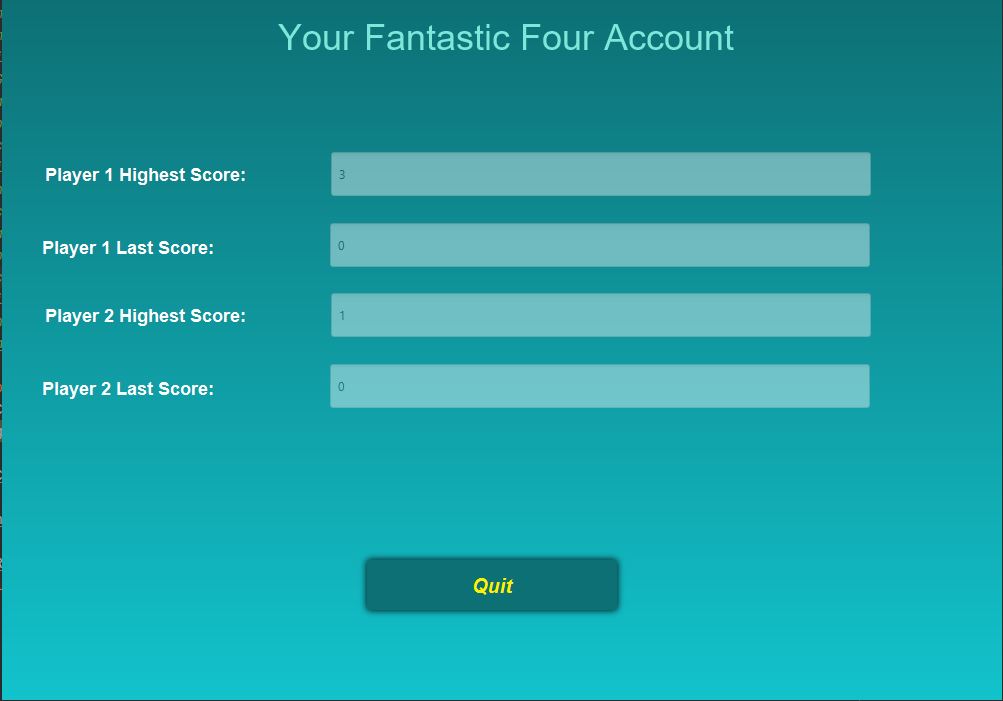 Your Fantastic Four Account
Player 1 Highest Score: 3
Player 1 Last Score: 0
Player 2 Highest Score: 1
Player 2 Last Score: 0
Quit